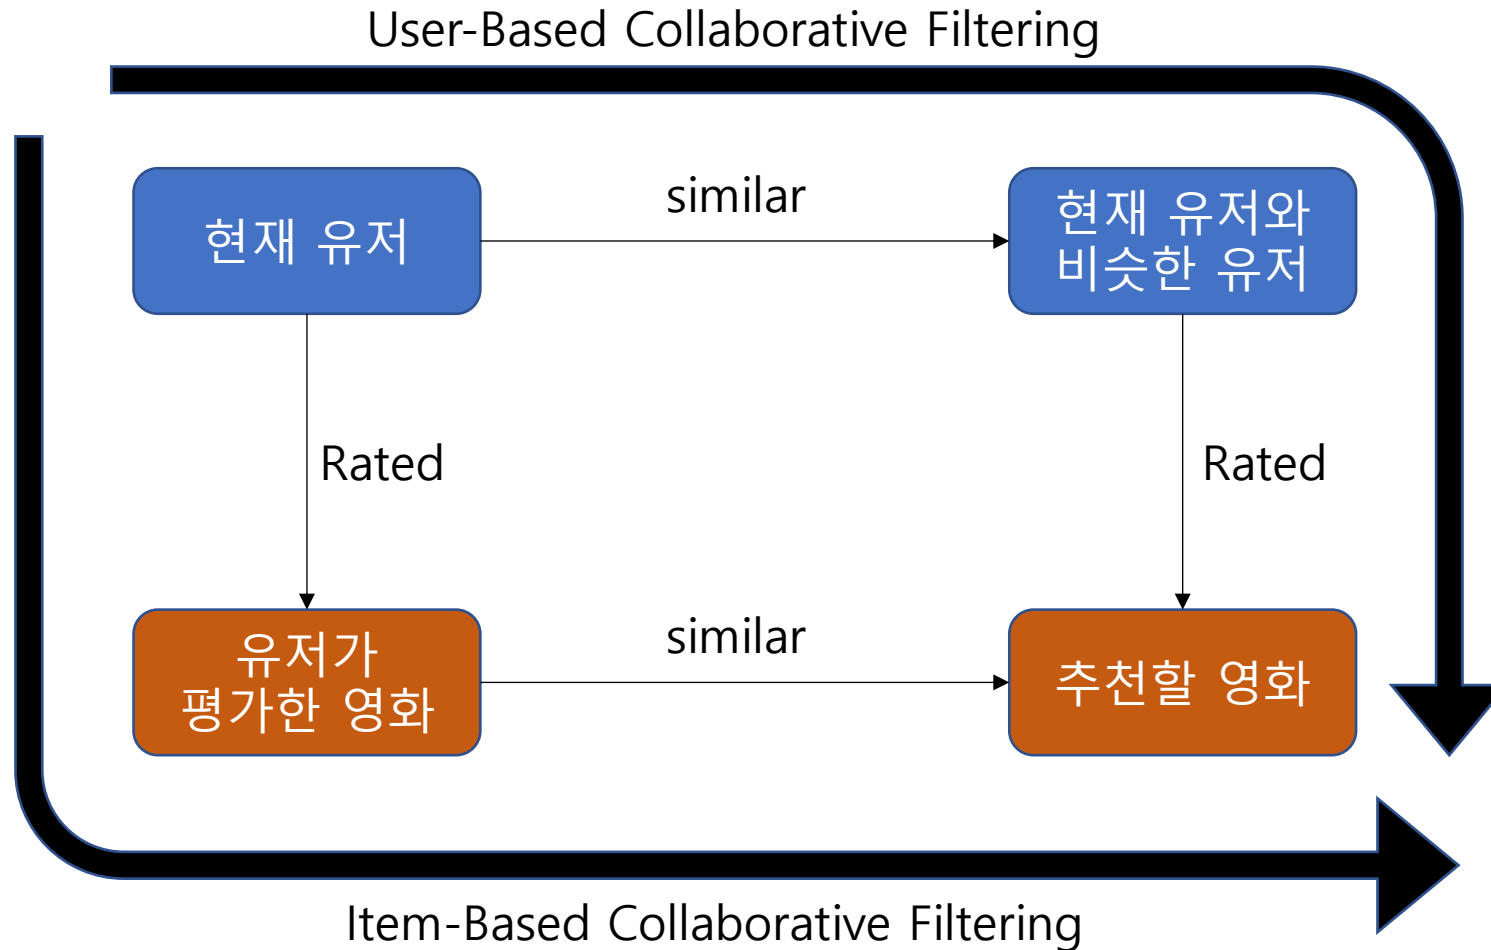 User-Based Collaborative Filtering
현재 유저
similar
현재 유저와
비슷한 유저
Rated
Rated
유저가
평가한 영화
similar
추천할 영화
Item-Based Collaborative Filtering